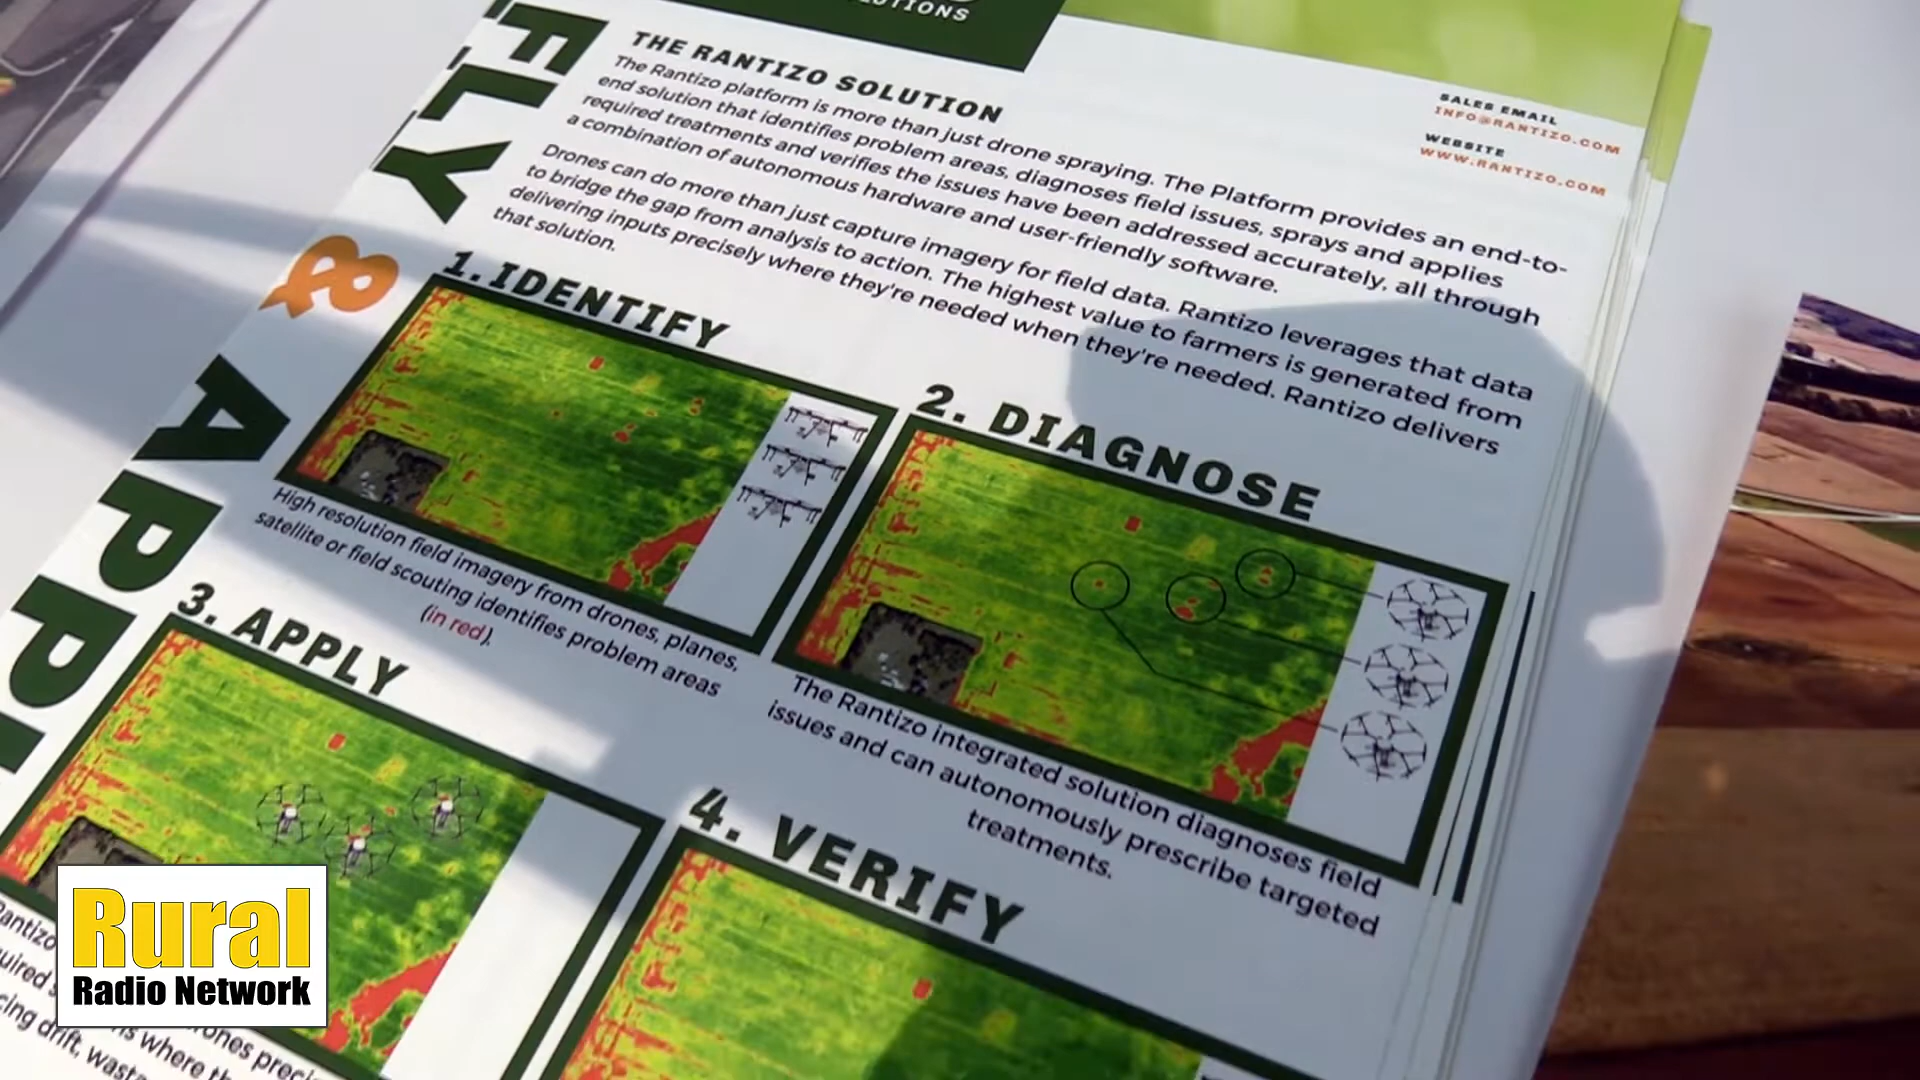 LUTIONS
THE RANTIZO SOLUTION
The Rantizo platform is more than just drone spraying. The Platform provides an end-to-
end solution that identifies problem areas, diagnoses field issues, sprays and applies
required treatments and verifies the issues have been addressed accurately, all through
a combination of autonomous hardware and user-friendly software.
Drones can do more than just capture imagery for field data. Rantizo leverages that data
to bridge the gap from analysis to action. The highest value to farmers is generated from
delivering inputs precisely where they're needed when they're needed. Rantizo delivers
that solution.
SALES EMAIL
INFO@RANTIZO.COM
WEBSITE
WWW.RANTIZO.COM
FLY
&
APPL
1. IDENTIFY
High resolution field imagery from drones, planes,
satellite or field scouting identifies problem areas
(in red).
2. DIAGNOSE
The Rantizo integrated solution diagnoses field
issues and can autonomously prescribe targeted
treatments.
3. APPLY
4. VERIFY
Rantizo
drones
where
drift,
Rural
Radio Network